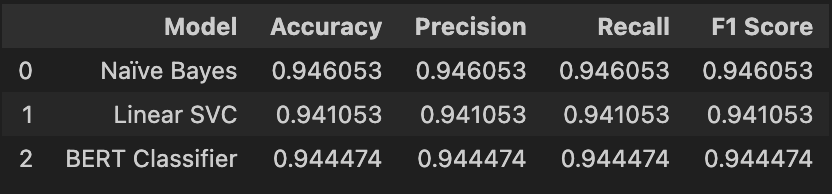 Model Accuracy Precision Recall F1 Score
0 Naïve Bayes 0.946053 0.946053 0.946053 0.946053
1 Linear SVC 0.941053 0.941053 0.941053 0.941053
2 BERT Classifier 0.944474 0.944474 0.944474 0.944474